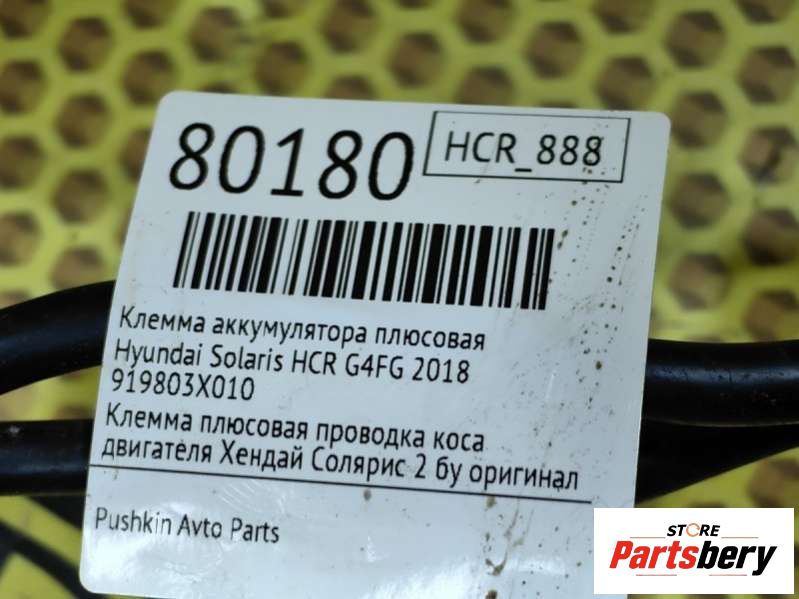 80180
HCR_888
Клемма аккумулятора плюсовая
Hyundai Solaris HCR G4FG 2018
919803X010
Клемма плюсовая проводка коса
двигателя Хендай Солярис 2 бу оригинал
Pushkin Avto Parts
STORE
Partsbery